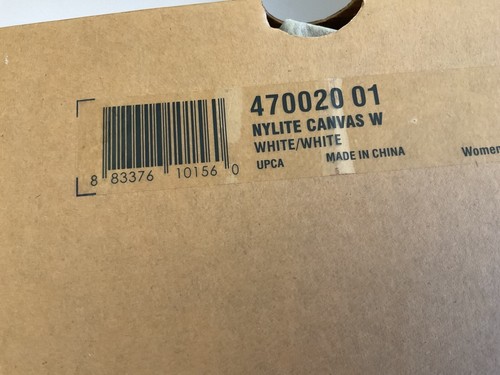 470020 01
NYLITE CANVAS W
WHITE/WHITE
UPCA MADE IN CHINA Women
8 83376 10156 0